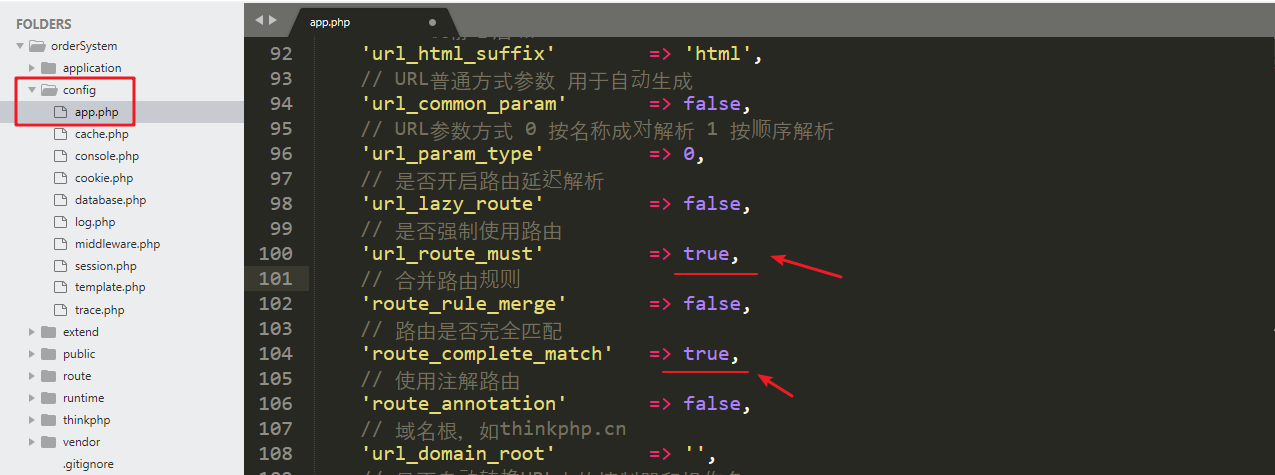 FOLDERS
orderSystem
application
config
app.php
cache.php
console.php
cookie.php
database.php
log.php
middleware.php
session.php
template.php
trace.php
extend
public
route
runtime
thinkphp
vendor
.gitignore
app.php
92 'url_html_suffix' => 'html',
93 // URL普通方式参数 用于自动生成
94 'url_common_param' => false,
95 // URL参数方式 0 按名称成对解析 1 按顺序解析
96 'url_param_type' => 0,
97 // 是否开启路由延迟解析
98 'url_lazy_route' => false,
99 // 是否强制使用路由
100 'url_route_must' => true,
101 // 合并路由规则
102 'route_rule_merge' => false,
103 // 路由是否完全匹配
104 'route_complete_match' => true,
105 // 使用注解路由
106 'route_annotation' => false,
107 // 域名根，如thinkphp.cn
108 'url_domain_root' => '',